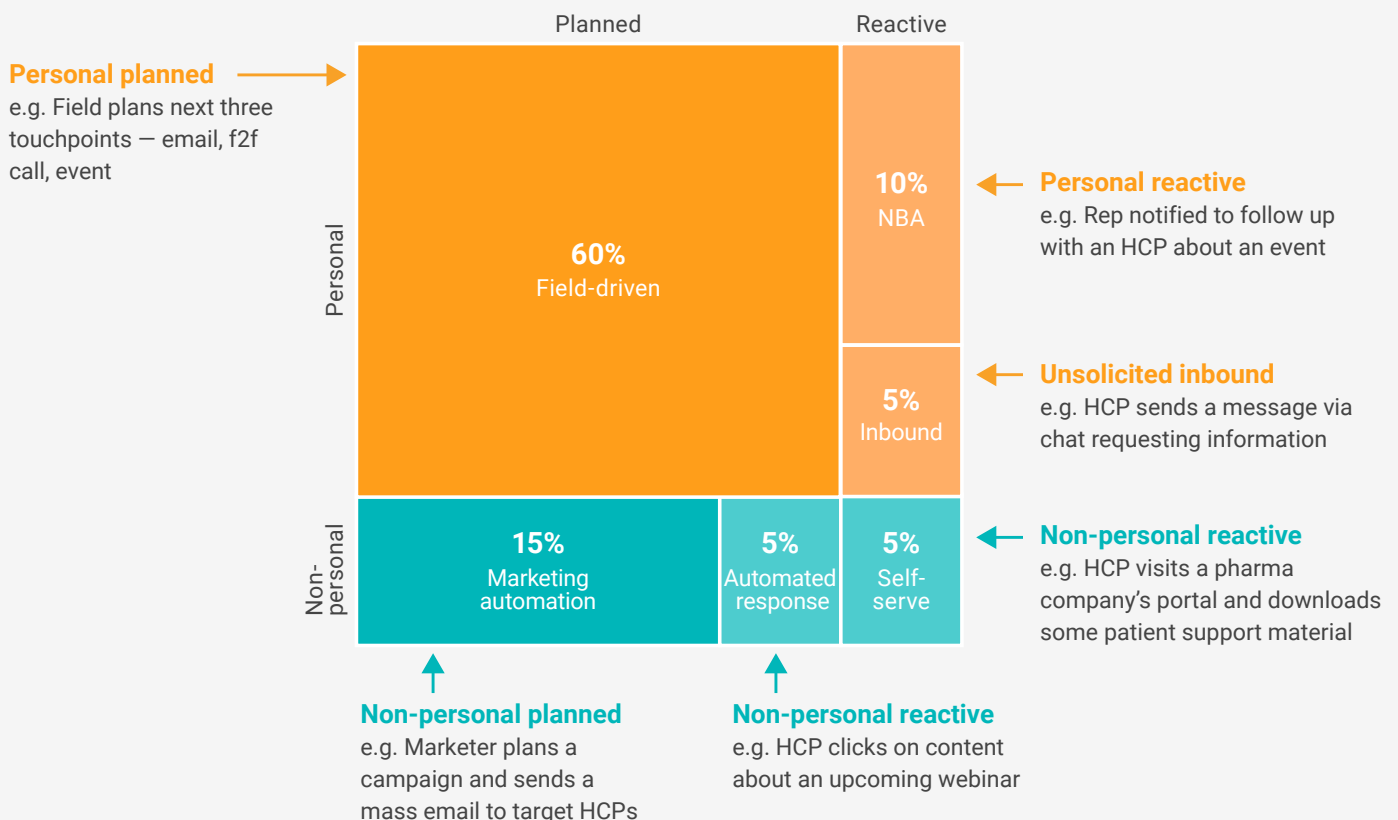 Planned
Reactive
Personal planned
e.g. Field plans next three
touchpoints — email, f2f
call, event
Personal
60%
Field-driven
10%
NBA
Personal reactive
e.g. Rep notified to follow up
with an HCP about an event
5%
Inbound
Unsolicited inbound
e.g. HCP sends a message via
chat requesting information
Non-
personal
15%
Marketing
automation
5%
Automated
response
5%
Self-
serve
Non-personal reactive
e.g. HCP visits a pharma
company’s portal and downloads
some patient support material
Non-personal planned
e.g. Marketer plans a
campaign and sends a
mass email to target HCPs
Non-personal reactive
e.g. HCP clicks on content
about an upcoming webinar